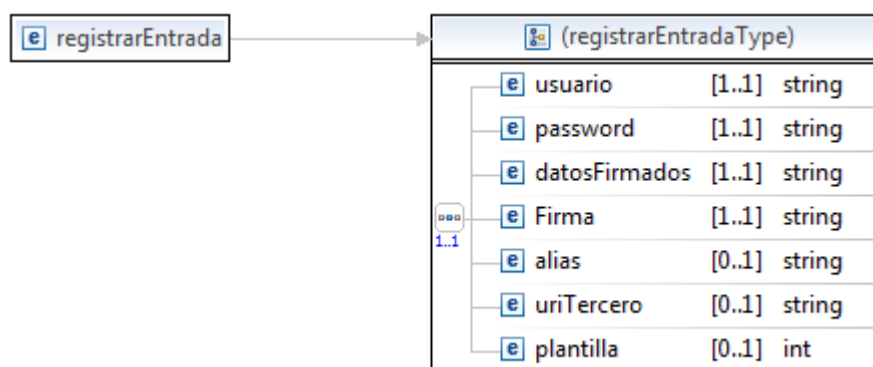 e registrarEntrada
(registrarEntradaType)
e usuario [1..1] string
e password [1..1] string
e datosFirmados [1..1] string
e Firma [1..1] string
1..1
e alias [0..1] string
e uriTercero [0..1] string
e plantilla [0..1] int